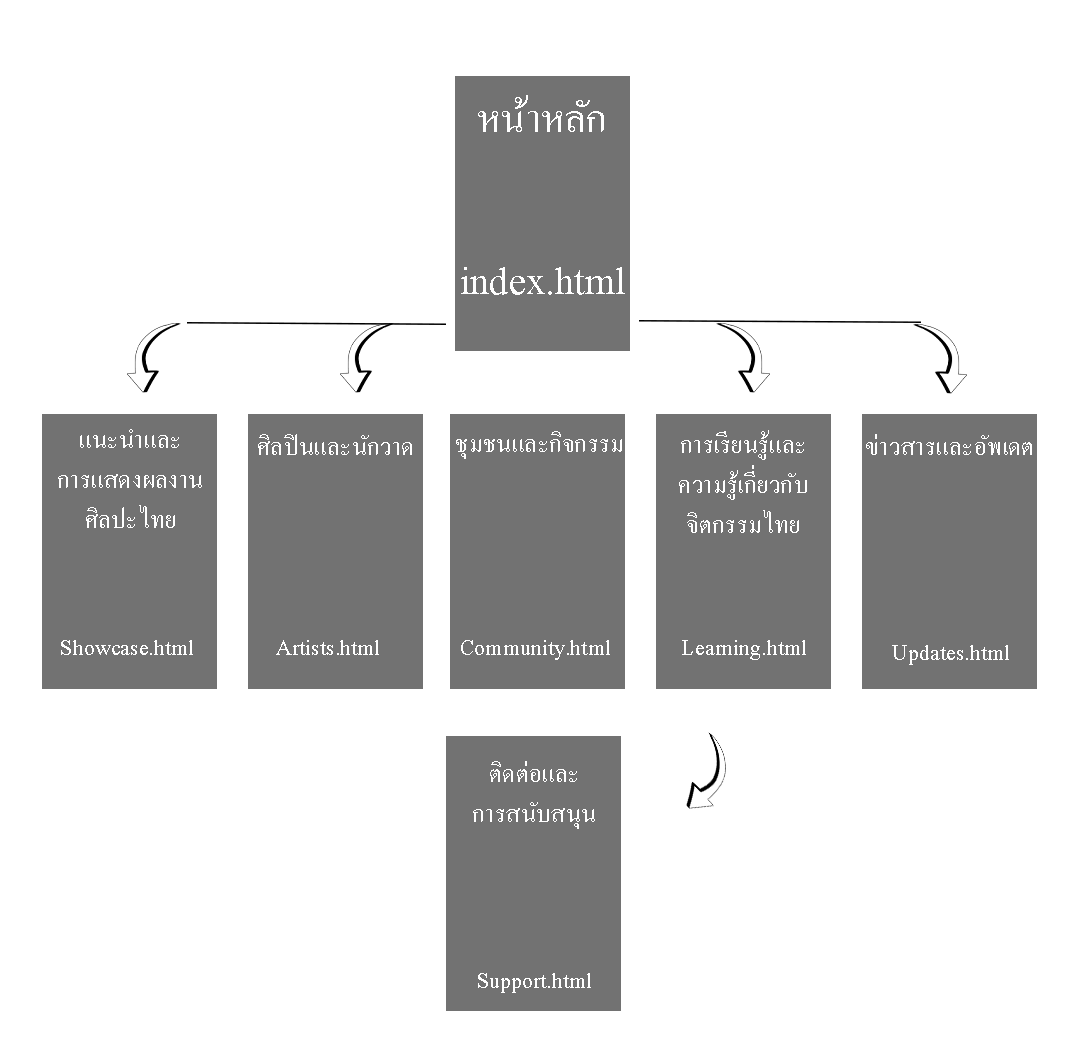 หน้าหลัก
index.html
แนะนำและ
การแสดงผลงาน
ศิลปะไทย
Showcase.html
ศิลปินและนักวาด
Artists.html
ชุมชนและกิจกรรม
Community.html
การเรียนรู้และ
ความรู้เกี่ยวกับ
จิตกรรมไทย
Learning.html
ข่าวสารและอัพเดต
Updates.html
ติดต่อและ
การสนับสนุน
Support.html